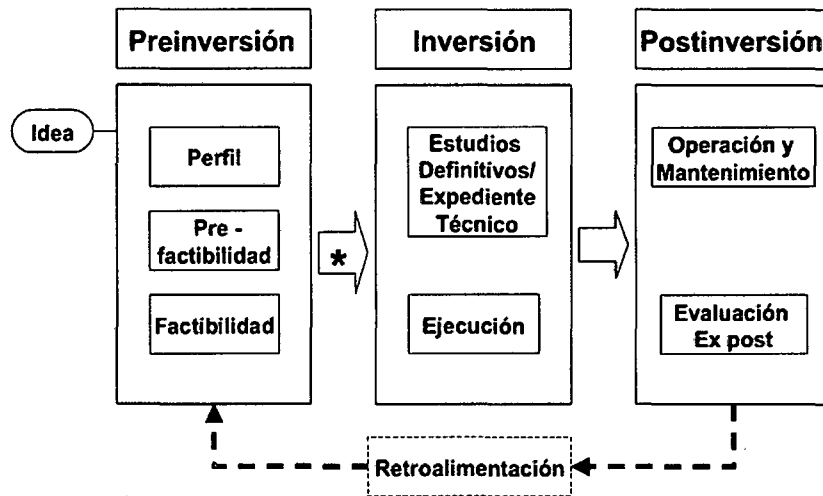 Preinversión
Inversión
Postinversión
Idea
Perfil
Pre -
factibilidad
Factibilidad
*
Estudios
Definitivos/
Expediente
Técnico
Ejecución
Operación y
Mantenimiento
Evaluación
Ex post
Retroalimentación